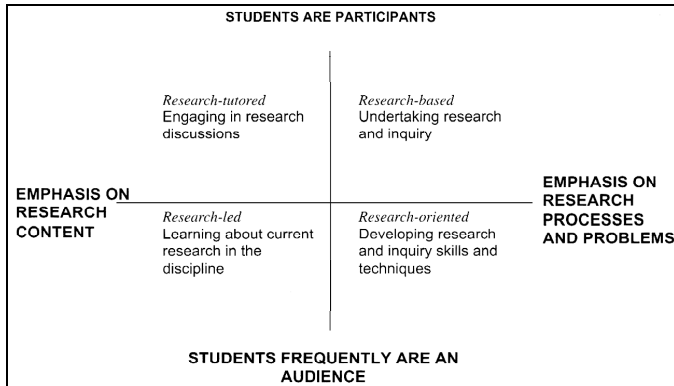 STUDENTS ARE PARTICIPANTS
Research-tutored
Engaging in research
discussions
Research-based
Undertaking research
and inquiry
EMPHASIS ON
RESEARCH
CONTENT
EMPHASIS ON
RESEARCH
PROCESSES
AND PROBLEMS
Research-led
Learning about current
research in the
discipline
Research-oriented
Developing research
and inquiry skills and
techniques
STUDENTS FREQUENTLY ARE AN
AUDIENCE